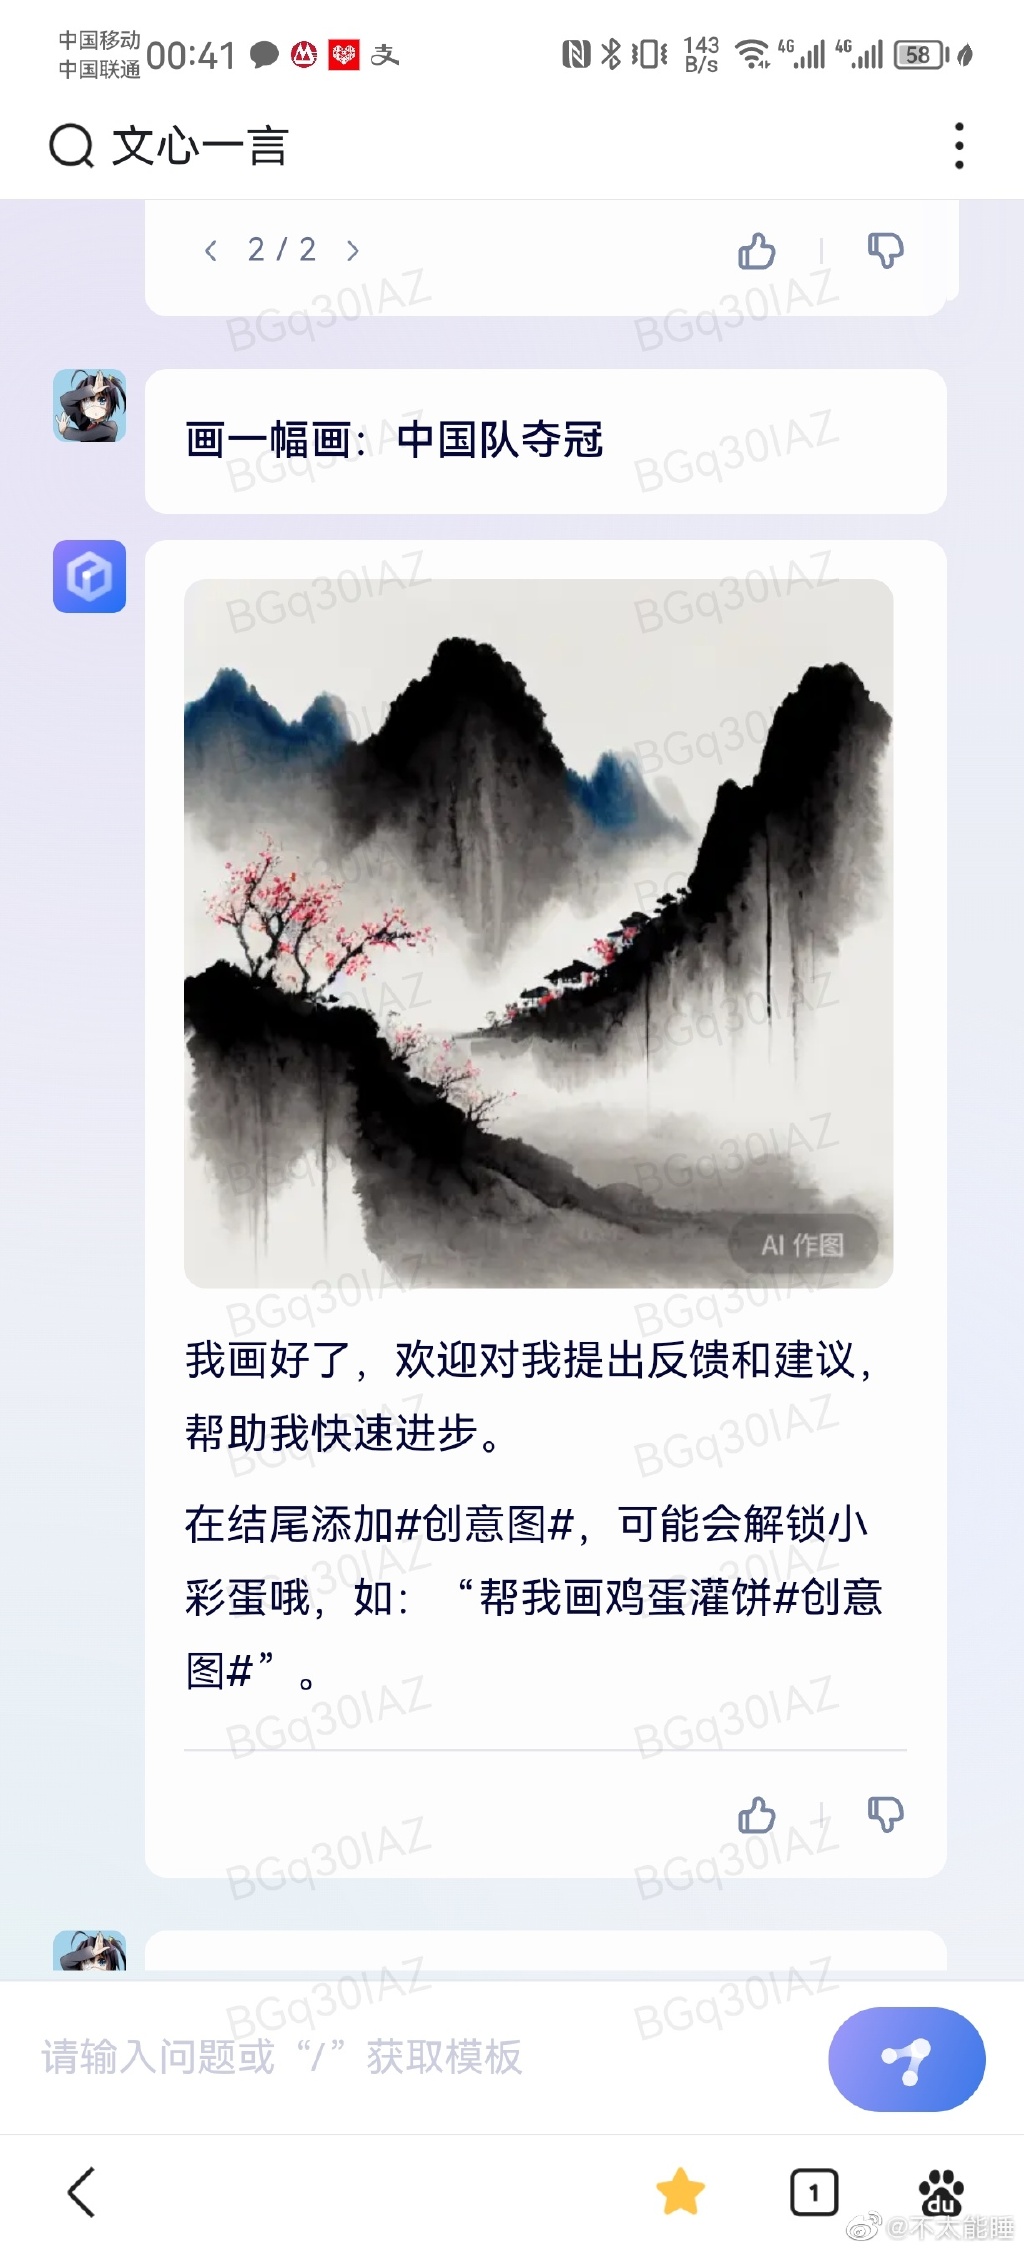 中国移动
中国联通
00:41
支
143
B/s
4G
4G
58
文心一言
2 / 2
画一幅画：中国队夺冠
AI 作图
我画好了，欢迎对我提出反馈和建议，
帮助我快速进步。
在结尾添加#创意图#，可能会解锁小
彩蛋哦，如：“帮我画鸡蛋灌饼#创意
图#”。
BGq30IAZ
请输入问题或“/”获取模板
1
du
@不太能睡